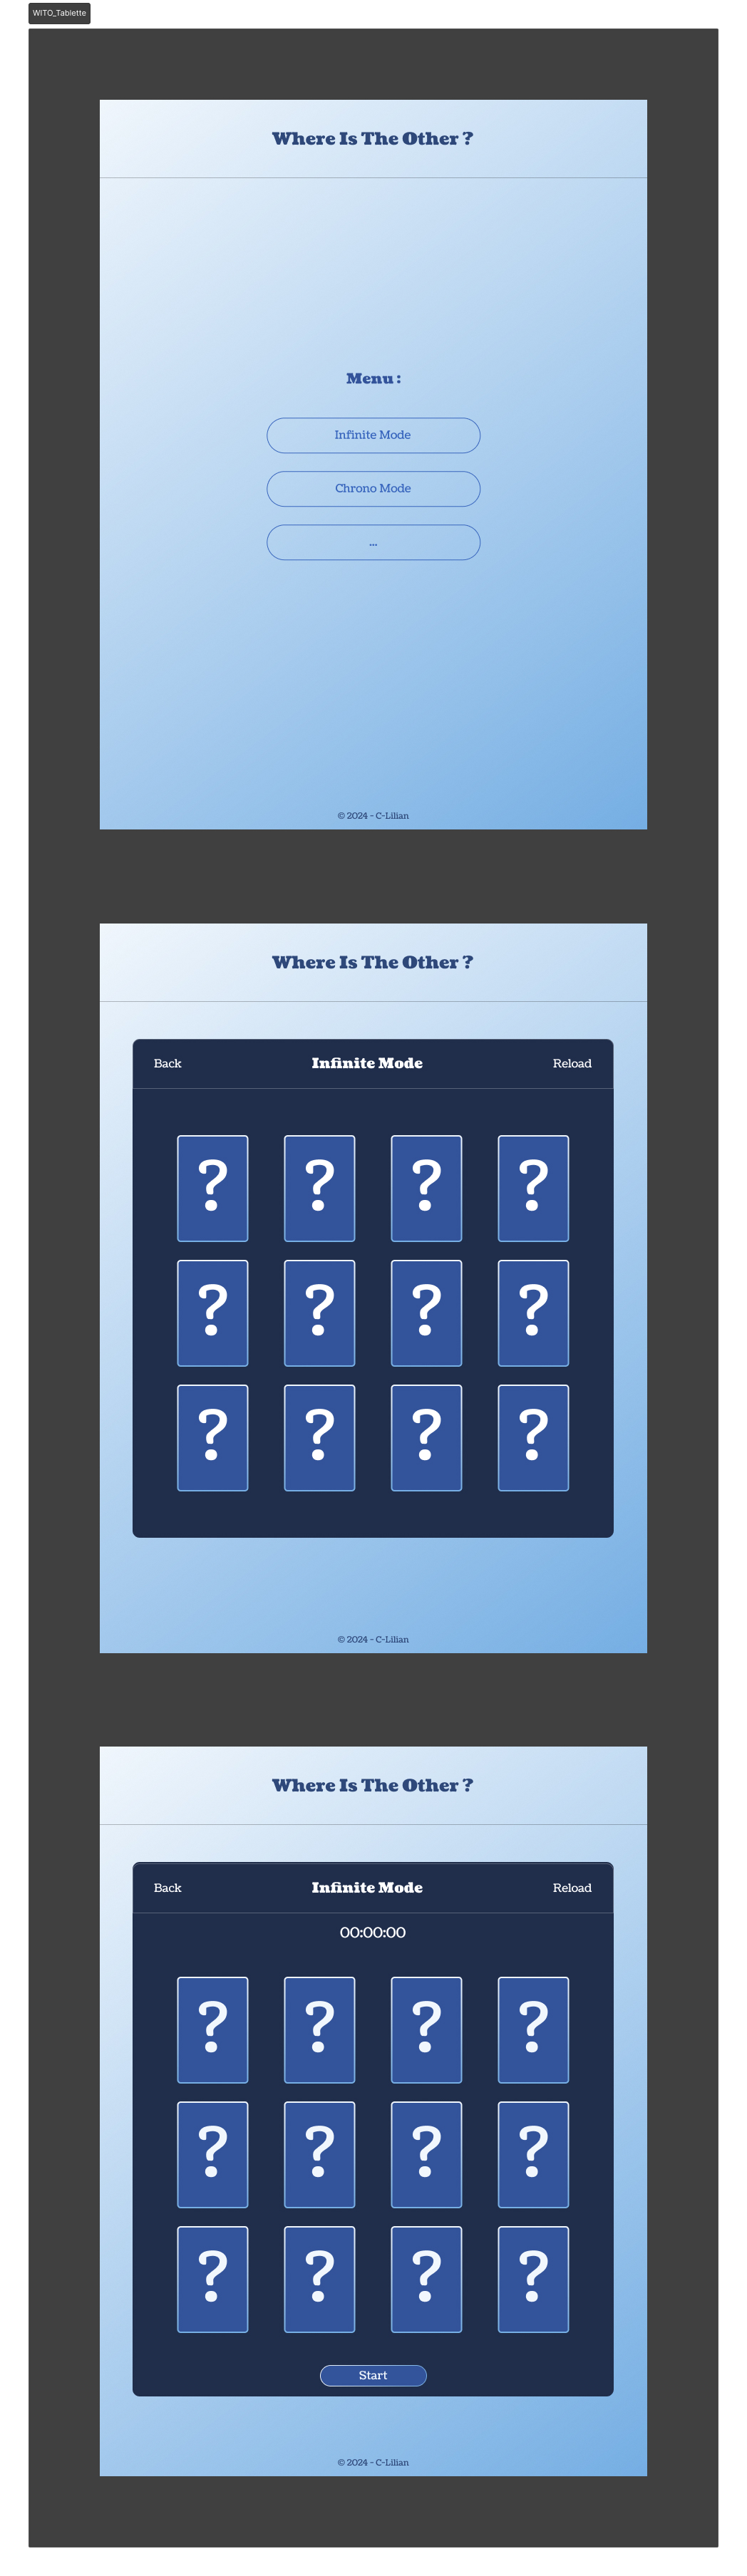 WITO_Tablette
Where Is The Other ?
Menu :
Infinite Mode
Chrono Mode
...
© 2024 - C-Lilian
Where Is The Other ?
Back Infinite Mode Reload
? ? ? ?
? ? ? ?
? ? ? ?
© 2024 - C-Lilian
Where Is The Other ?
Back Infinite Mode Reload
00:00:00
? ? ? ?
? ? ? ?
? ? ? ?
Start
© 2024 - C-Lilian